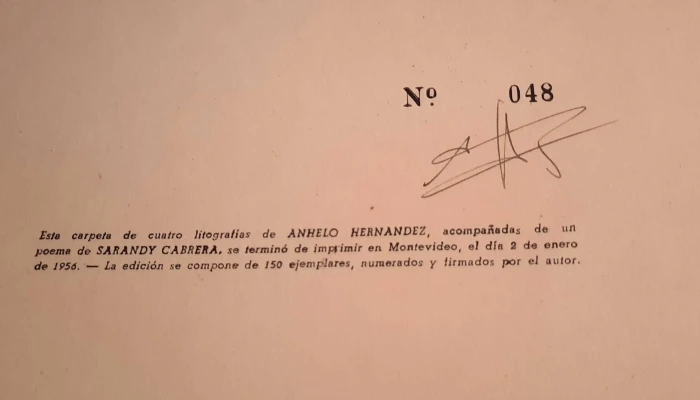 Nº 048
Esta carpeta de cuatro litografías de ANHELO HERNANDEZ, acompañadas de un
poema de SARANDY CABRERA, se terminó de imprimir en Montevideo, el día 2 de enero
de 1956. — La edición se compone de 150 ejemplares, numerados y firmados por el autor.